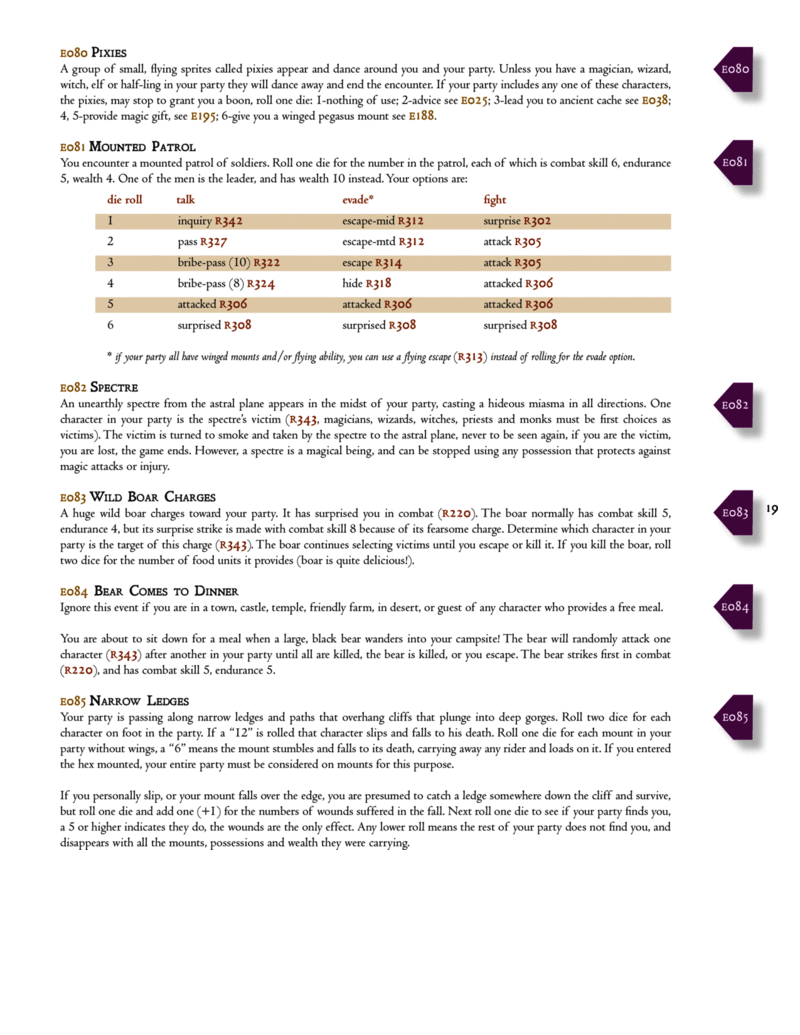 E080 Pixies
E080
A group of small, flying sprites called pixies appear and dance around you and your party. Unless you have a magician, wizard,
witch, elf or half-ling in your party they will dance away and end the encounter. If your party includes any one of these characters,
the pixies, may stop to grant you a boon, roll one die: 1-nothing of use; 2-advice see E025; 3-lead you to ancient cache see E038;
4, 5-provide magic gift, see E195; 6-give you a winged pegasus mount see E188.
E081 Mounted Patrol
E081
You encounter a mounted patrol of soldiers. Roll one die for the number in the patrol, each of which is combat skill 6, endurance
5, wealth 4. One of the men is the leader, and has wealth 10 instead. Your options are:
die roll talk evade* fight
1 inquiry R342 escape-mid R312 surprise R302
2 pass R327 escape-mtd R312 attack R305
3 bribe-pass (10) R322 escape R314 attack R305
4 bribe-pass (8) R324 hide R318 attacked R306
5 attacked R306 attacked R306 attacked R306
6 surprised R308 surprised R308 surprised R308
* if your party all have winged mounts and/or flying ability, you can use a flying escape (R313) instead of rolling for the evade option.
E082 Spectre
E082
An unearthly spectre from the astral plane appears in the midst of your party, casting a hideous miasma in all directions. One
character in your party is the spectre's victim (R343, magicians, wizards, witches, priests and monks must be first choices as
victims). The victim is turned to smoke and taken by the spectre to the astral plane, never to be seen again, if you are the victim,
you are lost, the game ends. However, a spectre is a magical being, and can be stopped using any possession that protects against
magic attacks or injury.
E083 Wild Boar Charges
E083
19
A huge wild boar charges toward your party. It has surprised you in combat (R220). The boar normally has combat skill 5,
endurance 4, but its surprise strike is made with combat skill 8 because of its fearsome charge. Determine which character in your
party is the target of this charge (R343). The boar continues selecting victims until you escape or kill it. If you kill the boar, roll
two dice for the number of food units it provides (boar is quite delicious!).
E084 Bear Comes to Dinner
E084
Ignore this event if you are in a town, castle, temple, friendly farm, in desert, or guest of any character who provides a free meal.
You are about to sit down for a meal when a large, black bear wanders into your campsite! The bear will randomly attack one
character (R343) after another in your party until all are killed, the bear is killed, or you escape. The bear strikes first in combat
(R220), and has combat skill 5, endurance 5.
E085 Narrow Ledges
E085
Your party is passing along narrow ledges and paths that overhang cliffs that plunge into deep gorges. Roll two dice for each
character on foot in the party. If a "12" is rolled that character slips and falls to his death. Roll one die for each mount in your
party without wings, a "6" means the mount stumbles and falls to its death, carrying away any rider and loads on it. If you entered
the hex mounted, your entire party must be considered on mounts for this purpose.
If you personally slip, or your mount falls over the edge, you are presumed to catch a ledge somewhere down the cliff and survive,
but roll one die and add one (+1) for the numbers of wounds suffered in the fall. Next roll one die to see if your party finds you,
a 5 or higher indicates they do, the wounds are the only effect. Any lower roll means the rest of your party does not find you, and
disappears with all the mounts, possessions and wealth they were carrying.